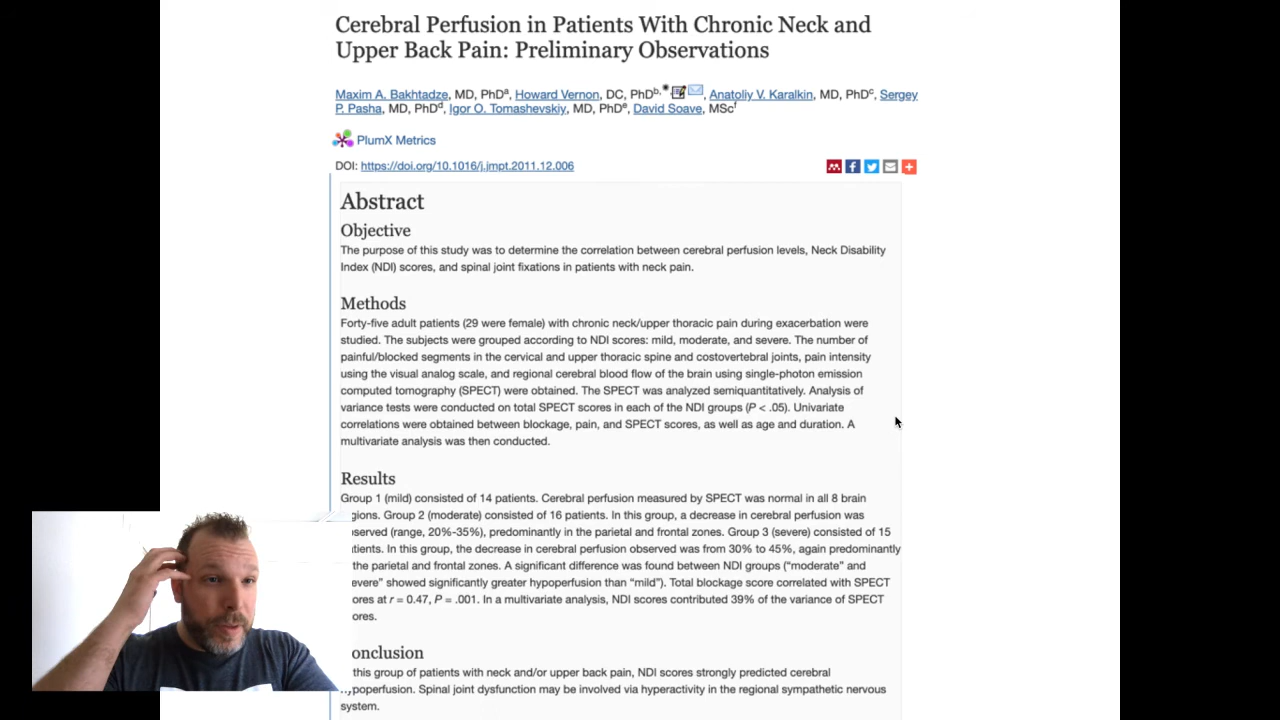 Cerebral Perfusion in Patients With Chronic Neck and
Upper Back Pain: Preliminary Observations
Maxim A. Bakhtadze, MD, PhDa, Howard Vernon, DC, PhDb,*, Anatoliy V. Karalkin, MD, PhDc, Sergey
P. Pasha, MD, PhDd, Igor O. Tomashevskiy, MD, PhDe, David Soave, MScf
PlumX Metrics
DOI: https://doi.org/10.1016/j.jmpt.2011.12.006
Abstract
Objective
The purpose of this study was to determine the correlation between cerebral perfusion levels, Neck Disability
Index (NDI) scores, and spinal joint fixations in patients with neck pain.
Methods
Forty-five adult patients (29 were female) with chronic neck/upper thoracic pain during exacerbation were
studied. The subjects were grouped according to NDI scores: mild, moderate, and severe. The number of
painful/blocked segments in the cervical and upper thoracic spine and costovertebral joints, pain intensity
using the visual analog scale, and regional cerebral blood flow of the brain using single-photon emission
computed tomography (SPECT) were obtained. The SPECT was analyzed semiquantitatively. Analysis of
variance tests were conducted on total SPECT scores in each of the NDI groups (P < .05). Univariate
correlations were obtained between blockage, pain, and SPECT scores, as well as age and duration. A
multivariate analysis was then conducted.
Results
Group 1 (mild) consisted of 14 patients. Cerebral perfusion measured by SPECT was normal in all 8 brain
gions. Group 2 (moderate) consisted of 16 patients. In this group, a decrease in cerebral perfusion was
served (range, 20%-35%), predominantly in the parietal and frontal zones. Group 3 (severe) consisted of 15
tients. In this group, the decrease in cerebral perfusion observed was from 30% to 45%, again predominantly
the parietal and frontal zones. A significant difference was found between NDI groups (“moderate” and
evere” showed significantly greater hypoperfusion than “mild”). Total blockage score correlated with SPECT
ores at r = 0.47, P = .001. In a multivariate analysis, NDI scores contributed 39% of the variance of SPECT
ores.
onclusion
this group of patients with neck and/or upper back pain, NDI scores strongly predicted cerebral
ypoperfusion. Spinal joint dysfunction may be involved via hyperactivity in the regional sympathetic nervous
system.